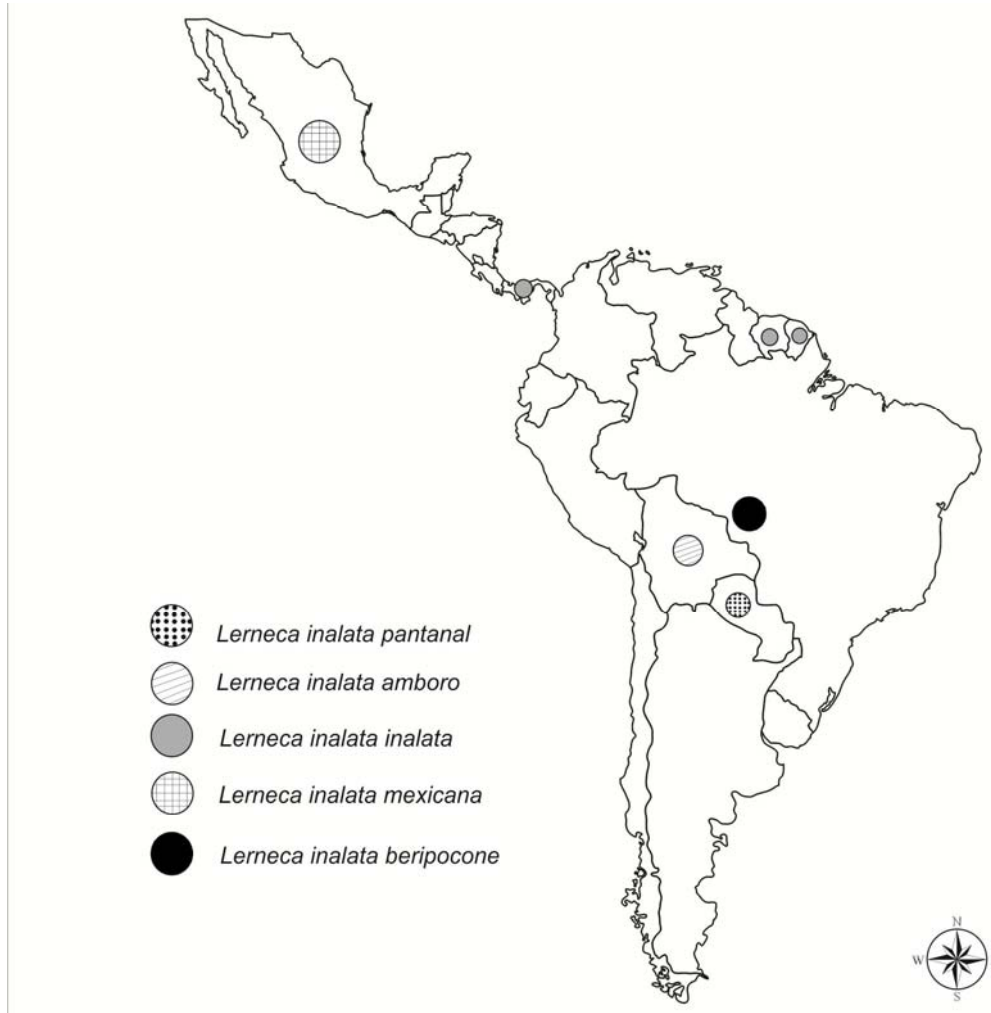 Lerneca inalata pantanal
Lerneca inalata amboro
Lerneca inalata inalata
Lerneca inalata mexicana
Lerneca inalata beripocone
N
W
S